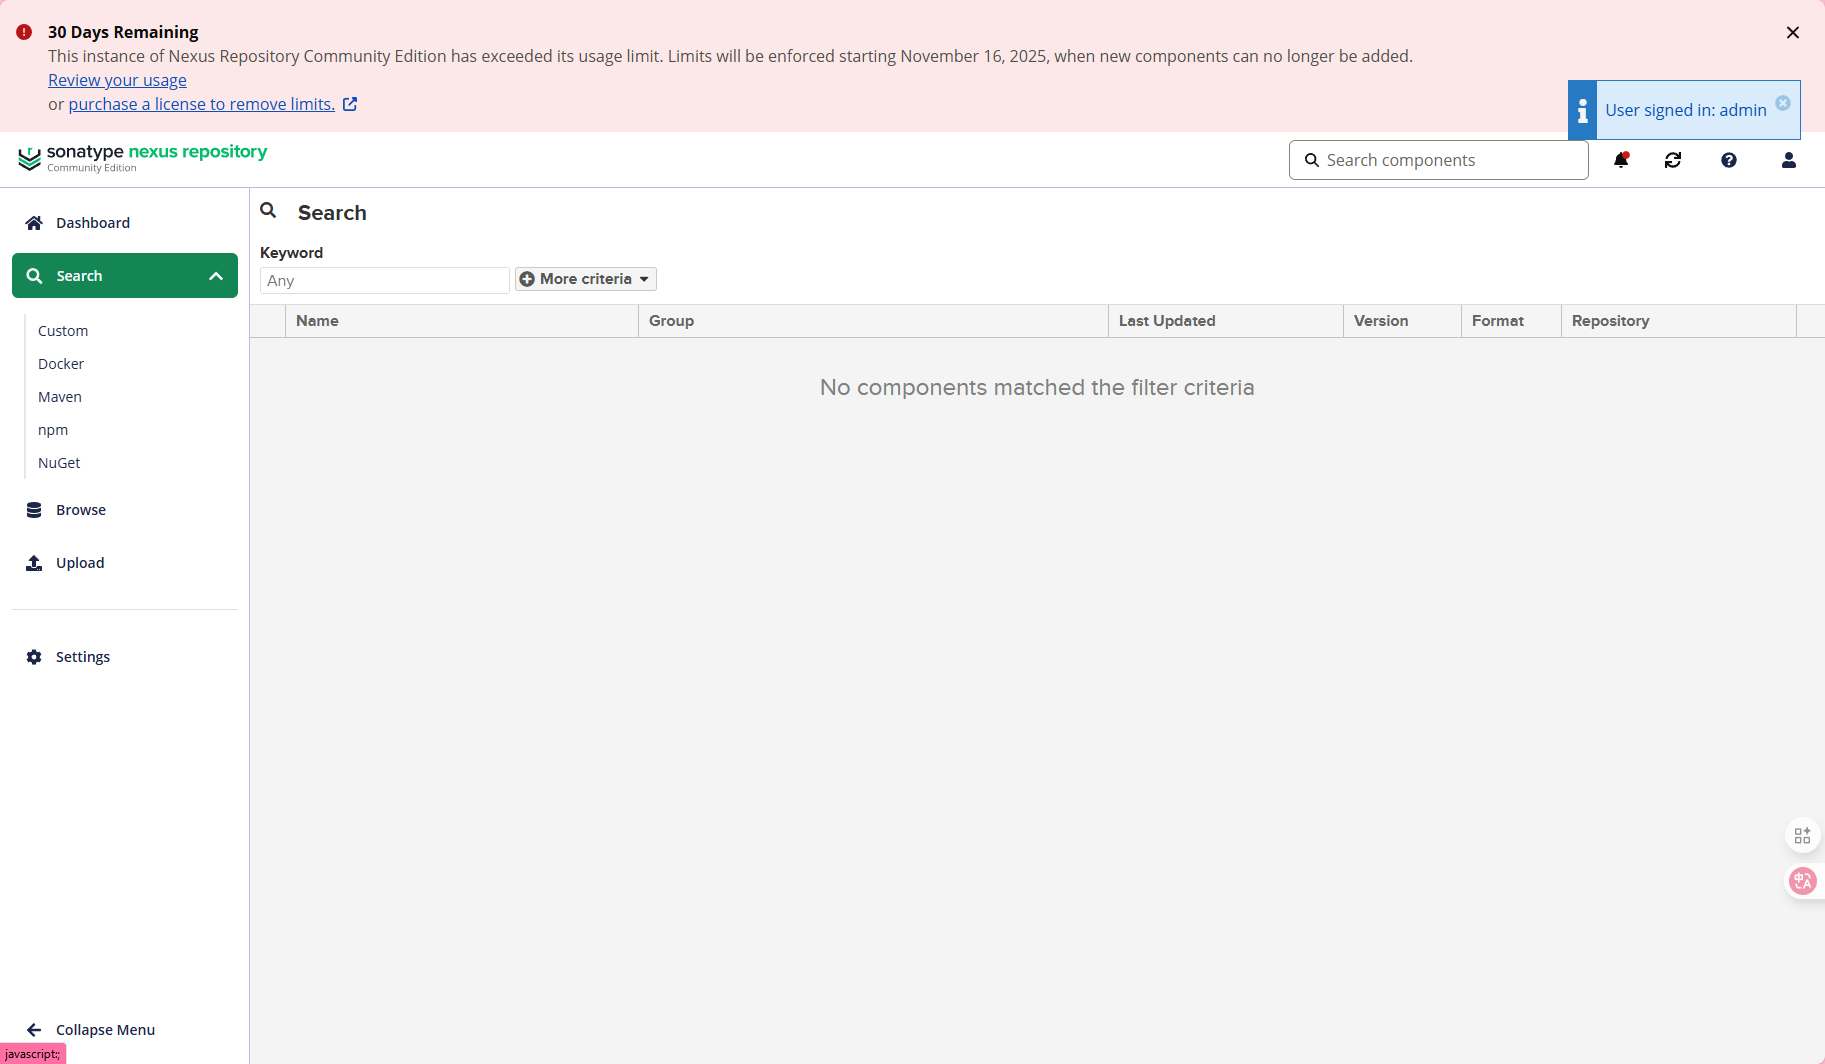 30 Days Remaining
This instance of Nexus Repository Community Edition has exceeded its usage limit. Limits will be enforced starting November 16, 2025, when new components can no longer be added.
Review your usage
or purchase a license to remove limits.
User signed in: admin
sonatype nexus repository
Community Edition
Search components
Dashboard
Search
Custom
Docker
Maven
npm
NuGet
Browse
Upload
Settings
Collapse Menu
javascript:;
Search
Keyword
Any
More criteria
Name Group Last Updated Version Format Repository
No components matched the filter criteria
中A